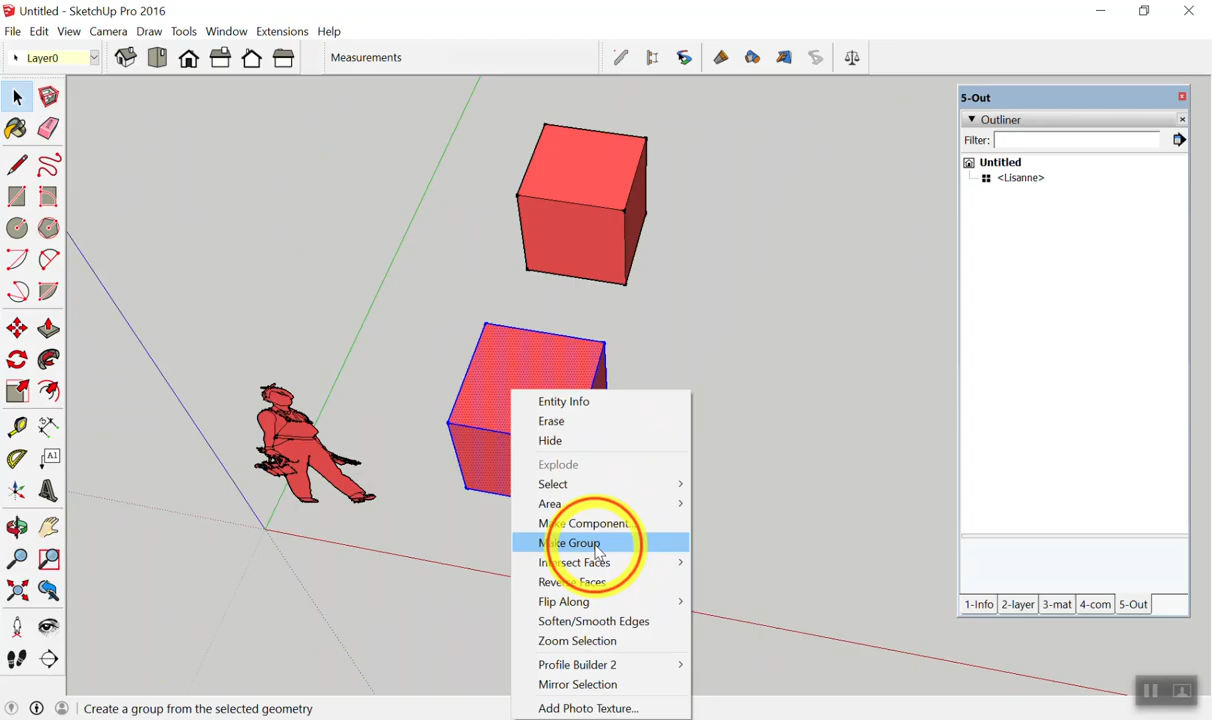 Untitled - SketchUp Pro 2016
File Edit View Camera Draw Tools Window Extensions Help
Layer0
Measurements
5-Out
Outliner
Filter:
Untitled
<Lisanne>
A1
Entity Info
Erase
Hide
Explode
Select
Area
Make Component...
Make Group
Intersect Faces
Reverse Faces
Flip Along
Soften/Smooth Edges
Zoom Selection
Profile Builder 2
Mirror Selection
Add Photo Texture...
1-Info 2-layer 3-mat 4-com 5-Out
Create a group from the selected geometry